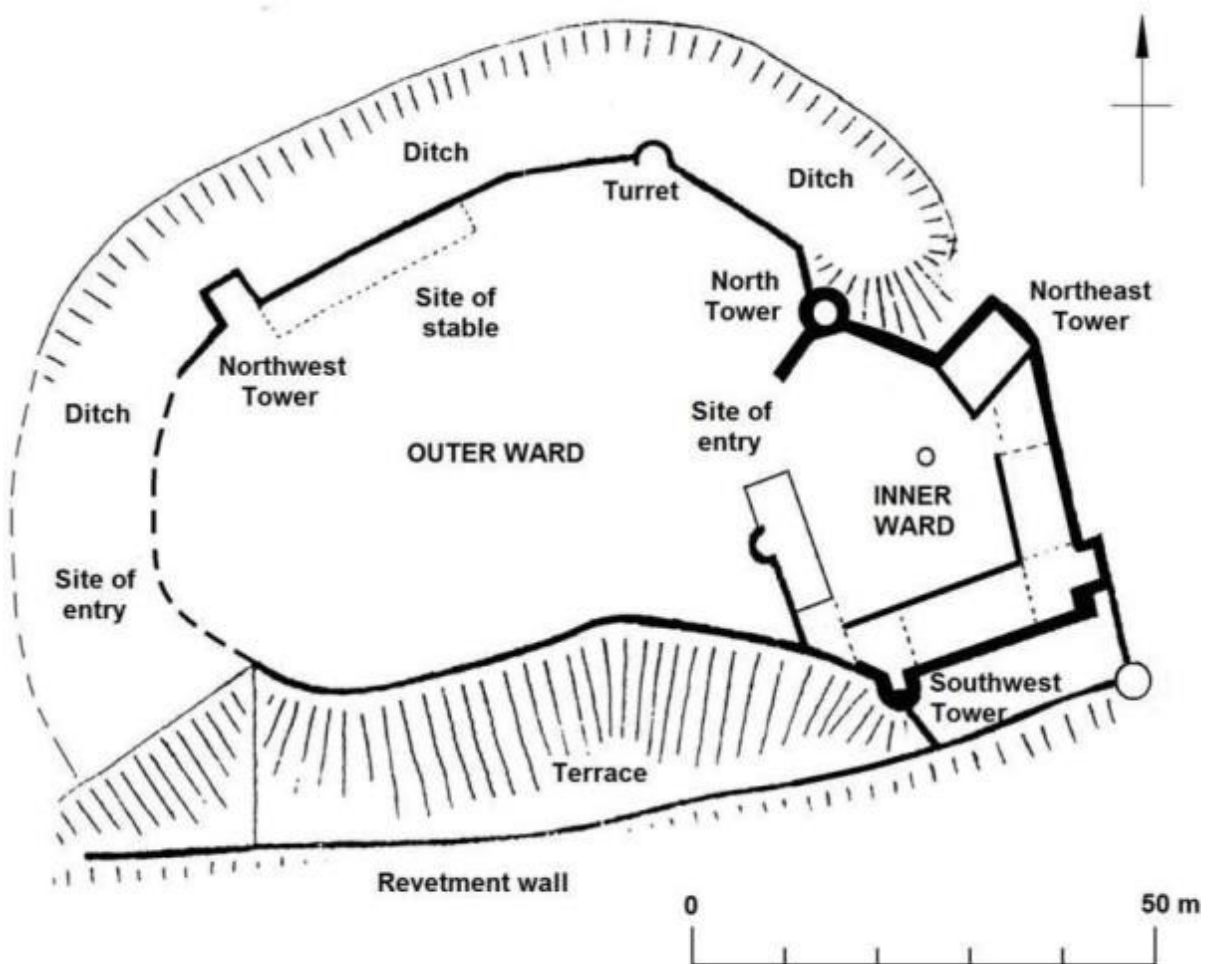 Ditch
Ditch
Turret
North
Tower
Northeast
Tower
Site of
stable
Northwest
Tower
Ditch
Site of
entry
OUTER WARD
INNER
WARD
Site of
entry
Southwest
Tower
Terrace
Revetment wall
0
50 m